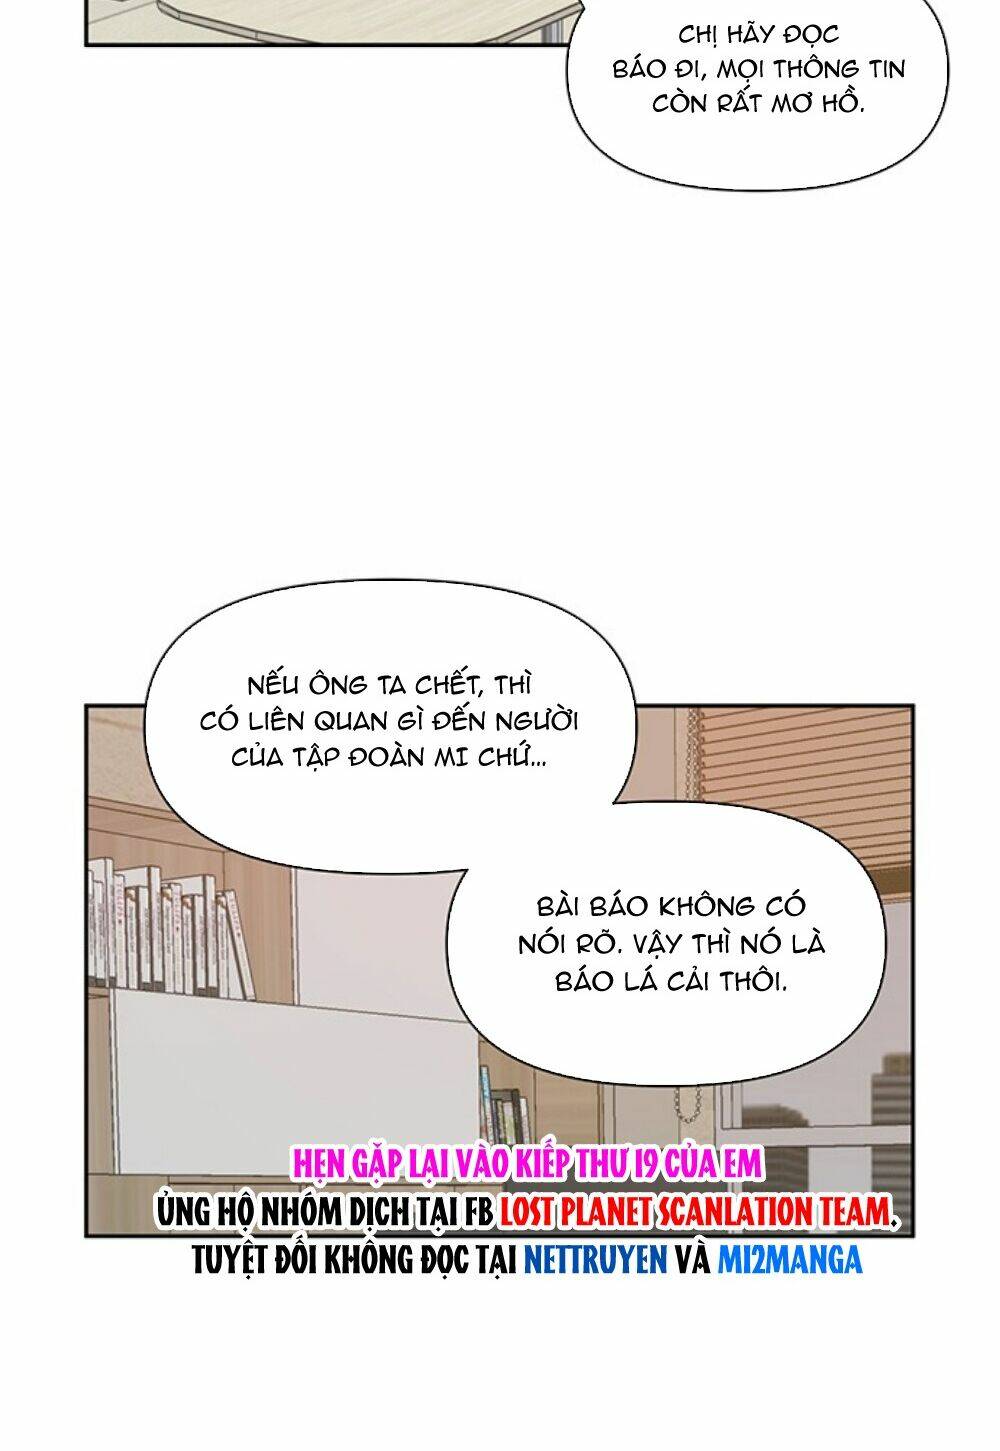 CHỊ HÃY ĐỌC
BÁO ĐI, MỌI THÔNG TIN
CÒN RẤT MƠ HỒ.
NẾU ÔNG TA CHẾT, THÌ
CÓ LIÊN QUAN GÌ ĐẾN NGƯỜI
CỦA TẬP ĐOÀN MI CHỨ...
BÀI BÁO KHÔNG CÓ
NÓI RÕ. VẬY THÌ NÓ LÀ
BÁO LÁ CẢI THÔI.
HẸN GẶP LẠI VÀO KIẾP THƯ 19 CỦA EM
ỦNG HỘ NHÓM DỊCH TẠI FB LOST PLANET SCANLATION TEAM.
TUYỆT ĐỐI KHÔNG ĐỌC TẠI NETTRUYEN VÀ MI2MANGA